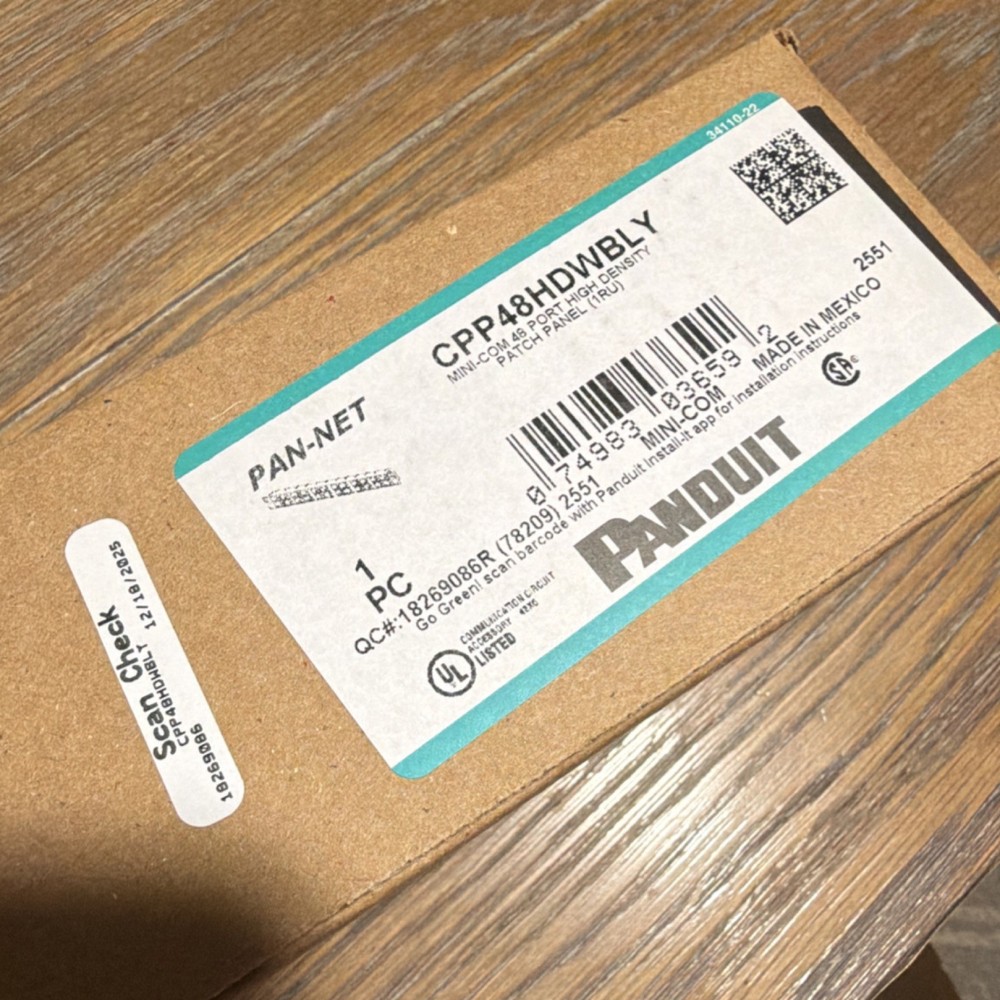 34110-22
CPP48HDWBLY
MINI-COM 48 PORT HIGH DENSITY
PATCH PANEL (1RU)
PAN-NET
2551
0 74983 03659 2
MADE IN MEXICO
MINI-COM
1
PC
QC#:18269086R (78209) 2551
Go Green! scan barcode with Panduit Install-It app for installation instructions
SA
PANDUIT
UL
COMMUNICATION CIRCUIT
ACCESSORY
LISTED
Scan Check
CPP48HDWBLY 12/18/2025
18269086